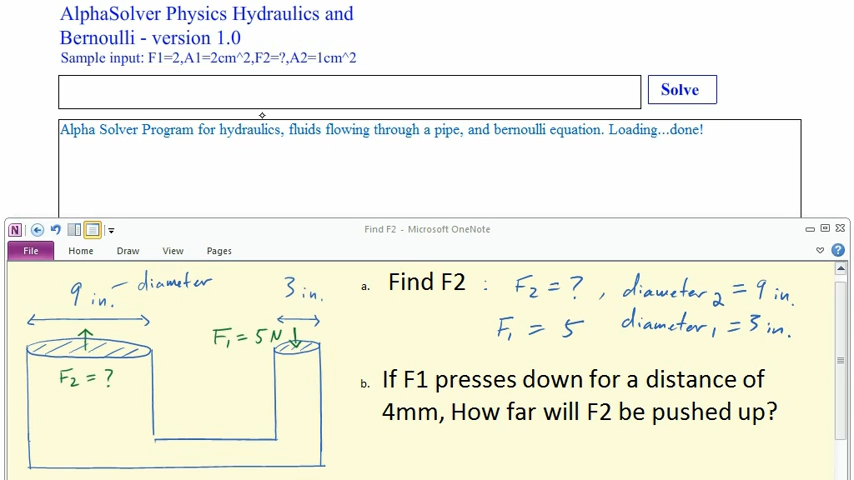 AlphaSolver Physics Hydraulics and
Bernoulli - version 1.0
Sample input: F1=2,A1=2cm^2,F2=?,A2=1cm^2
Solve
Alpha Solver Program for hydraulics, fluids flowing through a pipe, and bernoulli equation. Loading...done!
Find F2 - Microsoft OneNote
File Home Draw View Pages
9 in. diameter
3 in.
F₁ = 5 N
F₂ = ?
a. Find F2 : F₂ = ? , diameter₂ = 9 in.
F₁ = 5 diameter₁ = 3 in.
b. If F1 presses down for a distance of
4mm, How far will F2 be pushed up?